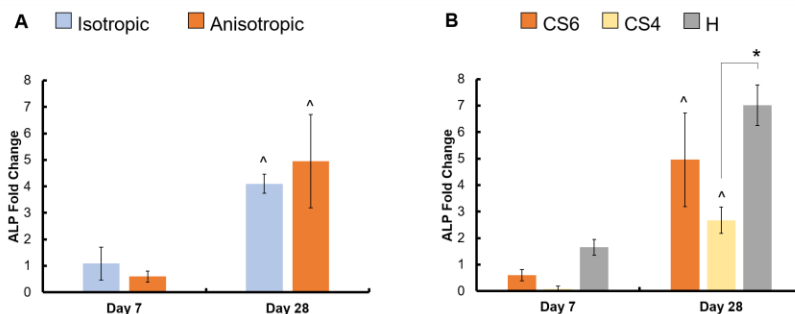 A
Isotropic
Anisotropic
ALP Fold Change
8
7
6
5
4
3
2
1
0
^
^
Day 7
Day 28
B
CS6
CS4
H
ALP Fold Change
8
7
6
5
4
3
2
1
0
^
^
*
Day 7
Day 28